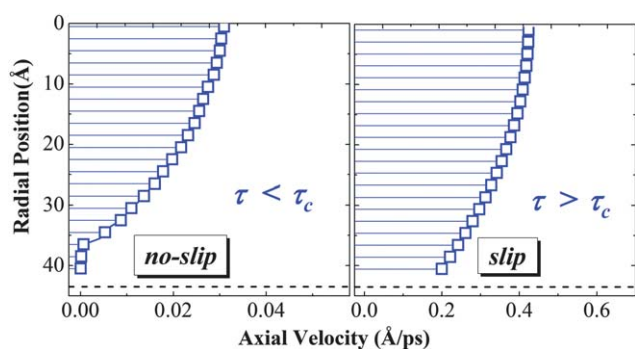 Radial Position(Å)
0
10
20
30
40
τ < τc
no-slip
τ > τc
slip
0.00 0.02 0.04 0.0 0.2 0.4 0.6
Axial Velocity (Å/ps)